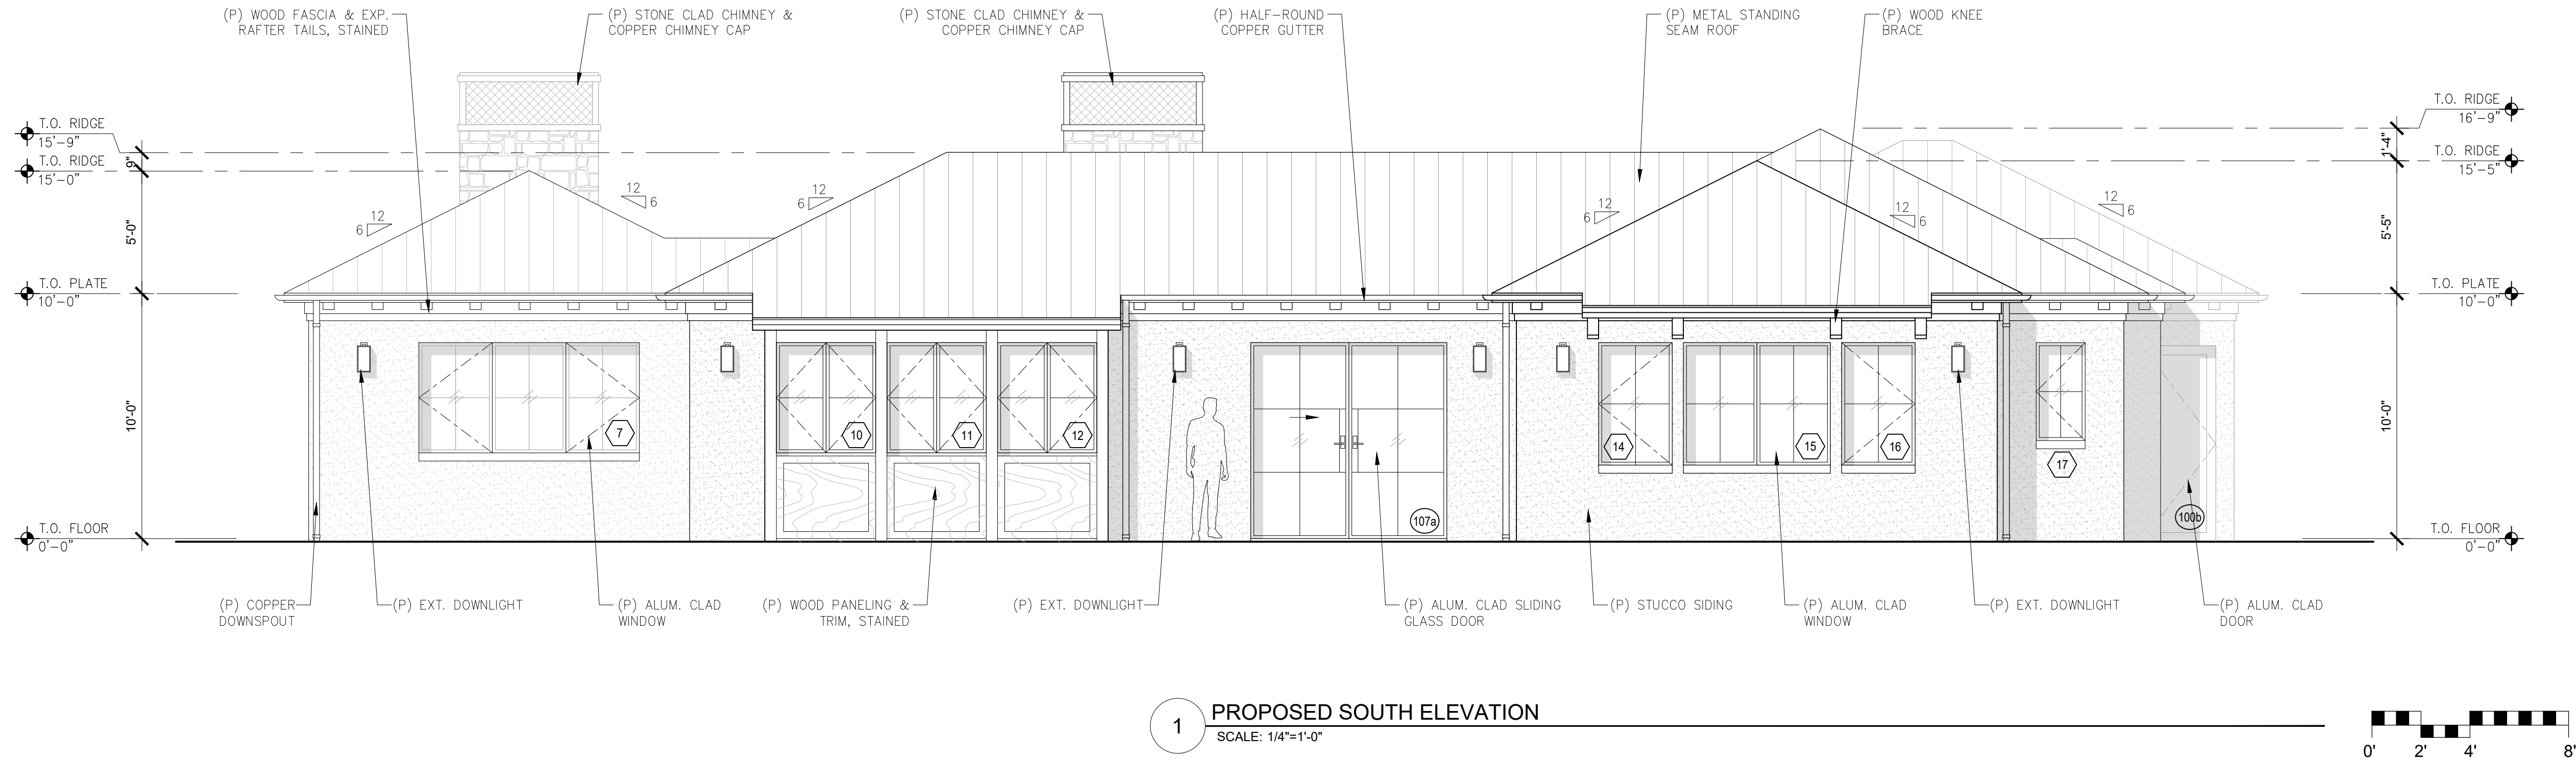 (P) WOOD FASCIA & EXP.
RAFTER TAILS, STAINED
(P) STONE CLAD CHIMNEY &
COPPER CHIMNEY CAP
(P) STONE CLAD CHIMNEY &
COPPER CHIMNEY CAP
(P) HALF-ROUND
COPPER GUTTER
(P) METAL STANDING
SEAM ROOF
(P) WOOD KNEE
BRACE
T.O. RIDGE
15'-9"
T.O. RIDGE
15'-0"
T.O. PLATE
10'-0"
T.O. FLOOR
0'-0"
9"
5'-0"
10'-0"
12
6
12
6
12
6
12
6
12
6
12
6
T.O. RIDGE
16'-9"
T.O. RIDGE
15'-5"
T.O. PLATE
10'-0"
T.O. FLOOR
0'-0"
1'-4"
5'-5"
10'-0"
7
10
11
12
107a
14
15
16
17
100b
(P) COPPER
DOWNSPOUT
(P) EXT. DOWNLIGHT
(P) ALUM. CLAD
WINDOW
(P) WOOD PANELING &
TRIM, STAINED
(P) EXT. DOWNLIGHT
(P) ALUM. CLAD SLIDING
GLASS DOOR
(P) STUCCO SIDING
(P) ALUM. CLAD
WINDOW
(P) EXT. DOWNLIGHT
(P) ALUM. CLAD
DOOR
1
PROPOSED SOUTH ELEVATION
SCALE: 1/4"=1'-0"
0' 2' 4' 8'